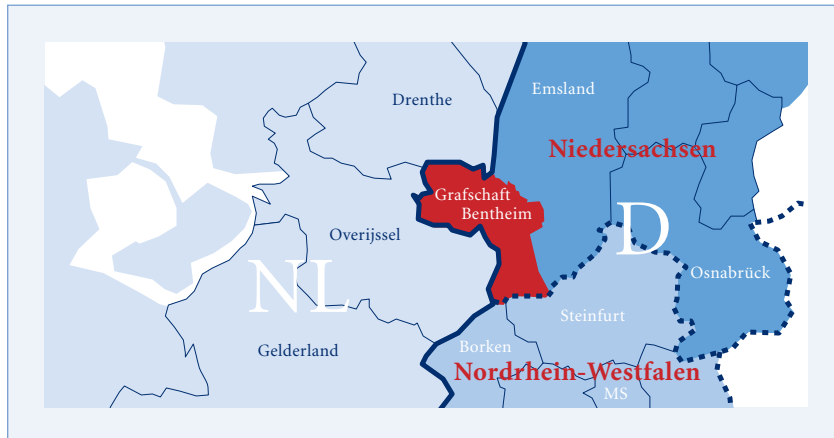 Emsland
Drenthe
Niedersachsen
Grafschaft
Bentheim
Overijssel
D
NL
Osnabrück
Steinfurt
Gelderland
Borken
Nordrhein-Westfalen
MS